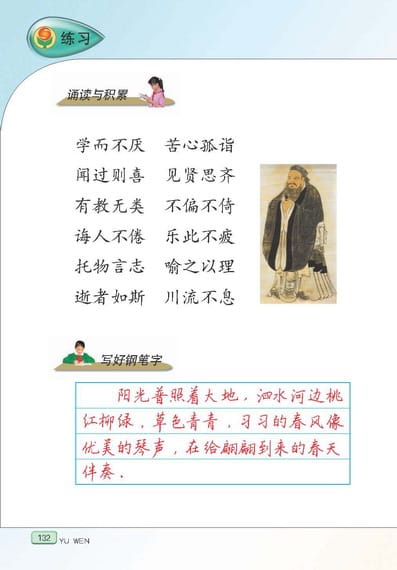 练习
诵读与积累
学而不厌 苦心孤诣
闻过则喜 见贤思齐
有教无类 不偏不倚
诲人不倦 乐此不疲
托物言志 喻之以理
逝者如斯 川流不息
写好钢笔字
阳光普照着大地，泗水河边桃
红柳绿，草色青青，习习的春风像
优美的琴声，在给翩翩到来的春天
伴奏．
132 YU WEN